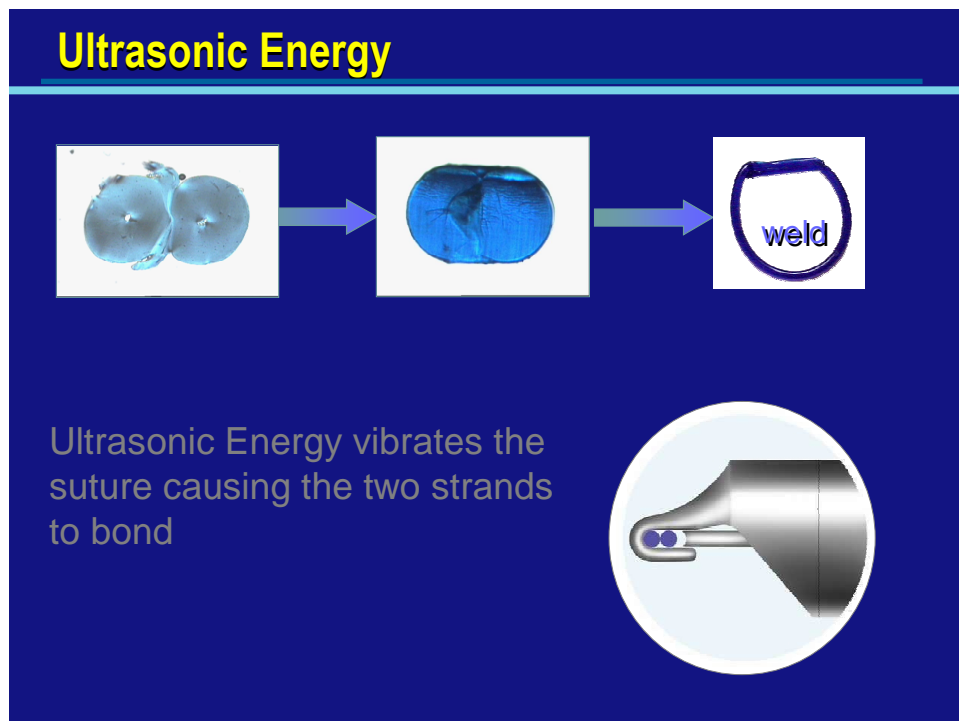 Ultrasonic Energy
weld
Ultrasonic Energy vibrates the
suture causing the two strands
to bond